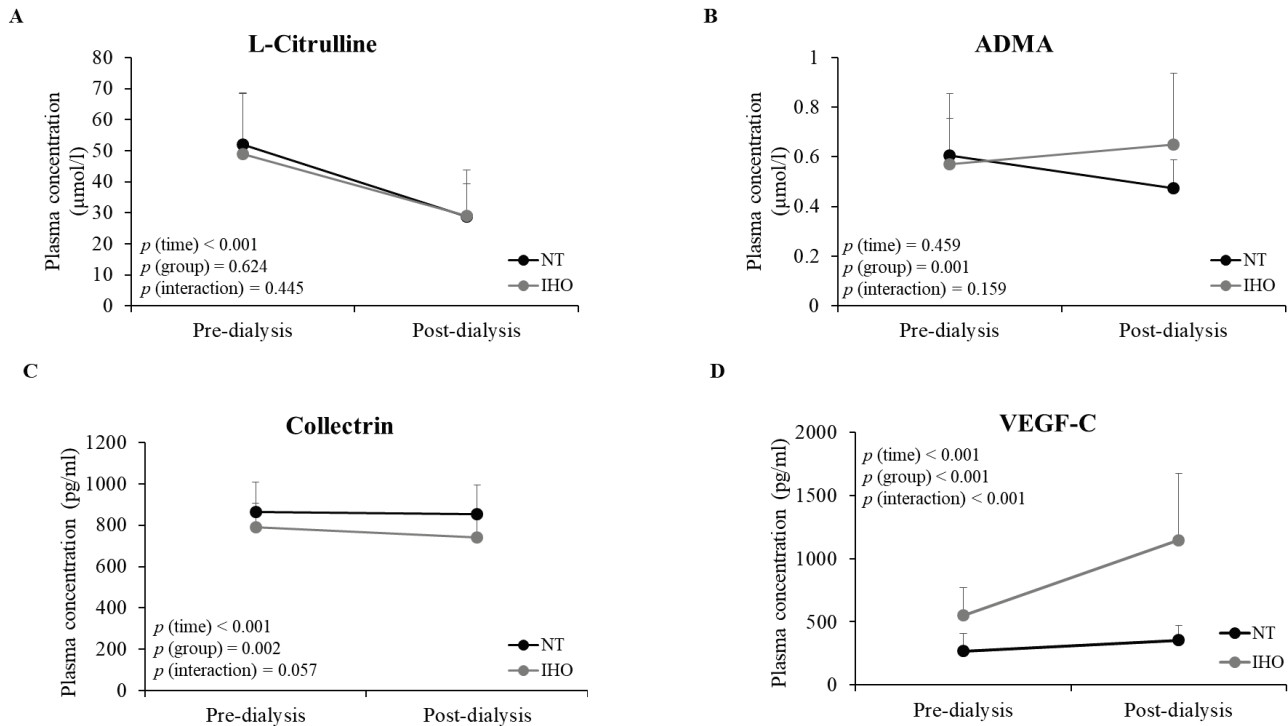 A
L-Citrulline
80
70
60
50
40
30
20
10
0
Plasma concentration
(μmol/l)
p (time) < 0.001
p (group) = 0.624
p (interaction) = 0.445
NT
IHO
Pre-dialysis
Post-dialysis
B
ADMA
1
0.8
0.6
0.4
0.2
0
Plasma concentration
(μmol/l)
p (time) = 0.459
p (group) = 0.001
p (interaction) = 0.159
NT
IHO
Pre-dialysis
Post-dialysis
C
Collectrin
1200
1000
800
600
400
200
0
Plasma concentration (pg/ml)
p (time) < 0.001
p (group) = 0.002
p (interaction) = 0.057
NT
IHO
Pre-dialysis
Post-dialysis
D
VEGF-C
2000
1500
1000
500
0
Plasma concentration (pg/ml)
p (time) < 0.001
p (group) < 0.001
p (interaction) < 0.001
NT
IHO
Pre-dialysis
Post-dialysis